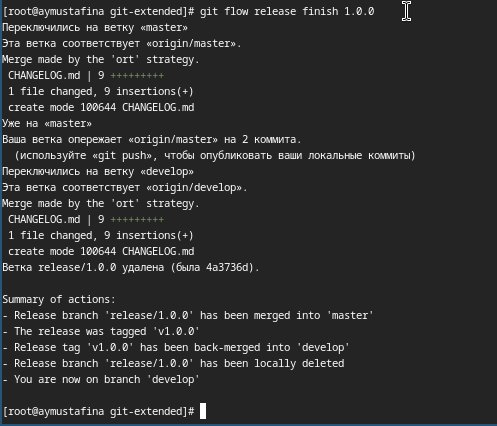 [root@aymustafina git-extended]# git flow release finish 1.0.0
Переключились на ветку «master»
Эта ветка соответствует «origin/master».
Merge made by the 'ort' strategy.
 CHANGELOG.md | 9 +++++++++
 1 file changed, 9 insertions(+)
 create mode 100644 CHANGELOG.md
Уже на «master»
Ваша ветка опережает «origin/master» на 2 коммита.
  (используйте «git push», чтобы опубликовать ваши локальные коммиты)
Переключились на ветку «develop»
Эта ветка соответствует «origin/develop».
Merge made by the 'ort' strategy.
 CHANGELOG.md | 9 +++++++++
 1 file changed, 9 insertions(+)
 create mode 100644 CHANGELOG.md
Ветка release/1.0.0 удалена (была 4a3736d).

Summary of actions:
- Release branch 'release/1.0.0' has been merged into 'master'
- The release was tagged 'v1.0.0'
- Release tag 'v1.0.0' has been back-merged into 'develop'
- Release branch 'release/1.0.0' has been locally deleted
- You are now on branch 'develop'

[root@aymustafina git-extended]#